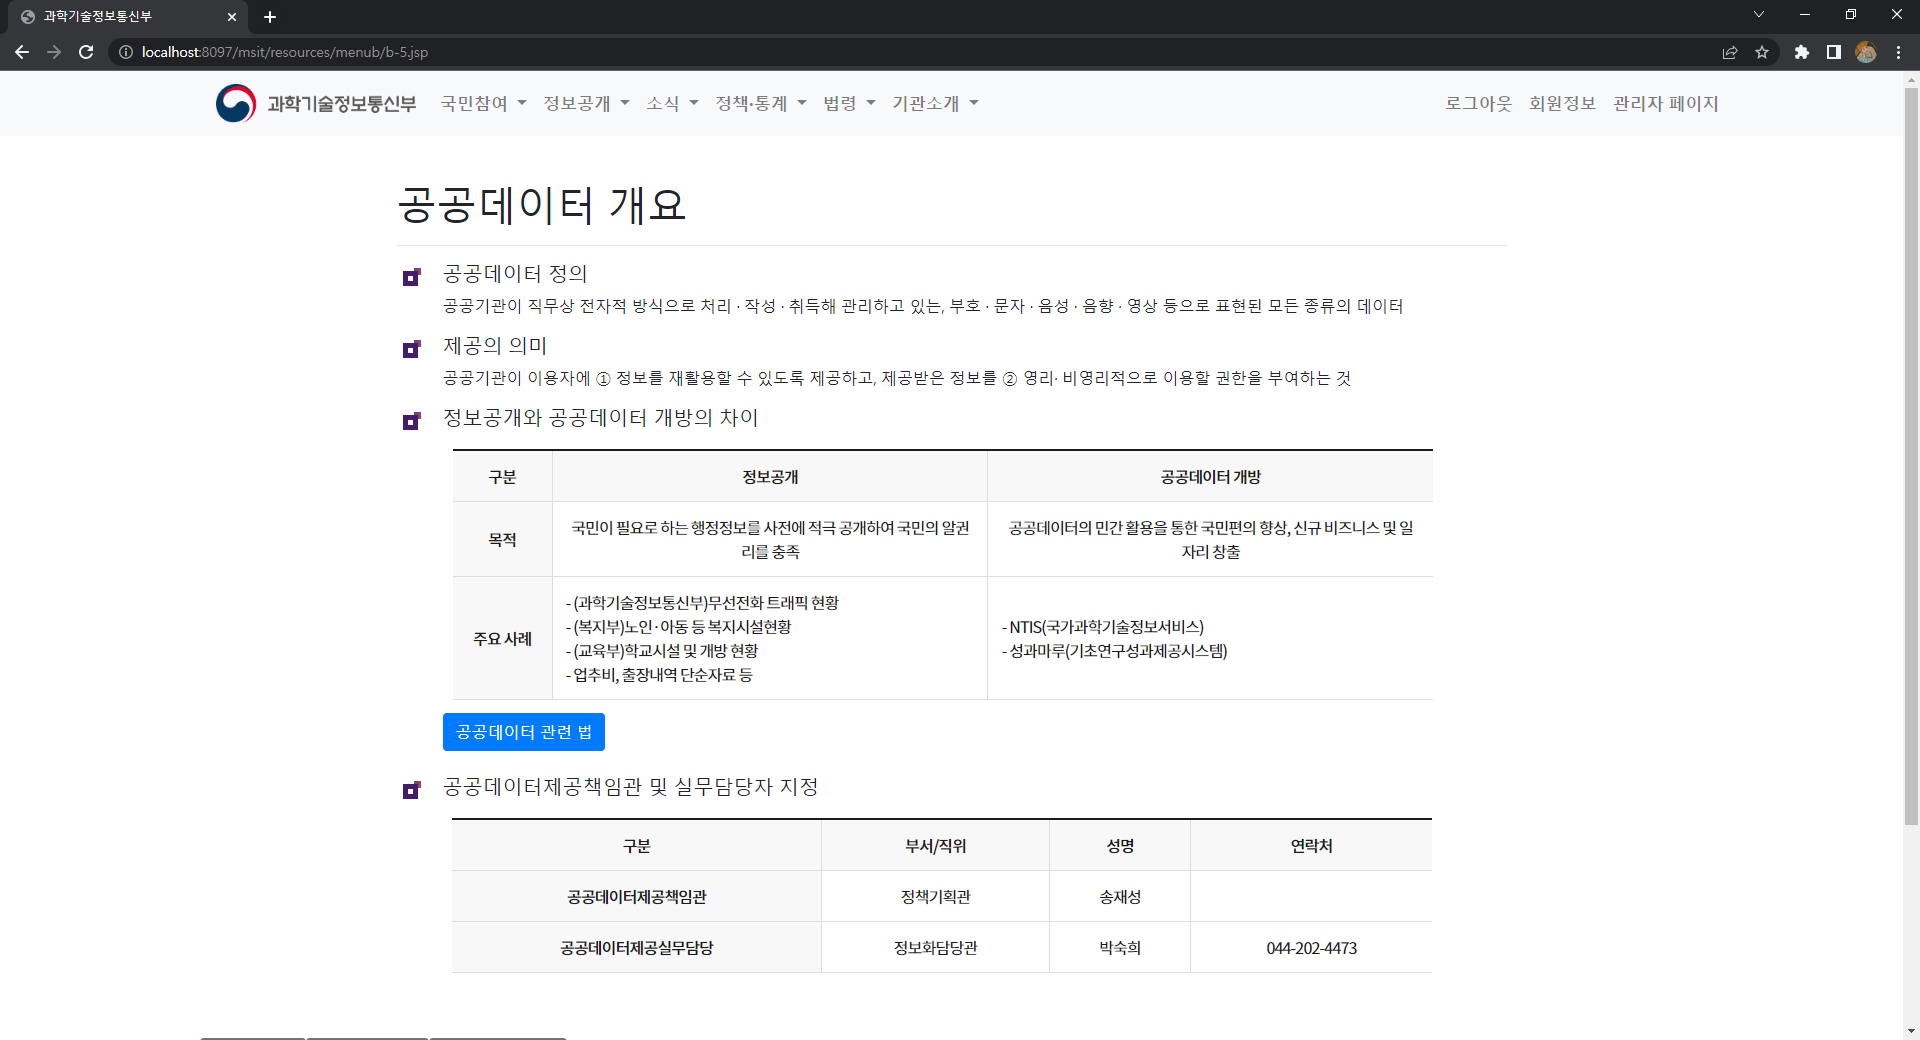 과학기술정보통신부
localhost:8097/msit/resources/menub/b-5.jsp
과학기술정보통신부 국민참여 정보공개 소식 정책·통계 법령 기관소개 로그아웃 회원정보 관리자 페이지
공공데이터 개요
공공데이터 정의
공공기관이 직무상 전자적 방식으로 처리 · 작성 · 취득해 관리하고 있는, 부호 · 문자 · 음성 · 음향 · 영상 등으로 표현된 모든 종류의 데이터
제공의 의미
공공기관이 이용자에 ① 정보를 재활용할 수 있도록 제공하고, 제공받은 정보를 ② 영리· 비영리적으로 이용할 권한을 부여하는 것
정보공개와 공공데이터 개방의 차이
구분 정보공개 공공데이터 개방
목적
국민이 필요로 하는 행정정보를 사전에 적극 공개하여 국민의 알권
리를 충족
공공데이터의 민간 활용을 통한 국민편의 향상, 신규 비즈니스 및 일
자리 창출
주요 사례
- (과학기술정보통신부)무선전화 트래픽 현황
- (복지부)노인·아동 등 복지시설현황
- (교육부)학교시설 및 개방 현황
- 업추비, 출장내역 단순자료 등
- NTIS(국가과학기술정보서비스)
- 성과마루(기초연구성과제공시스템)
공공데이터 관련 법
공공데이터제공책임관 및 실무담당자 지정
구분 부서/직위 성명 연락처
공공데이터제공책임관 정책기획관 송재성
공공데이터제공실무담당 정보화담당관 박숙희 044-202-4473